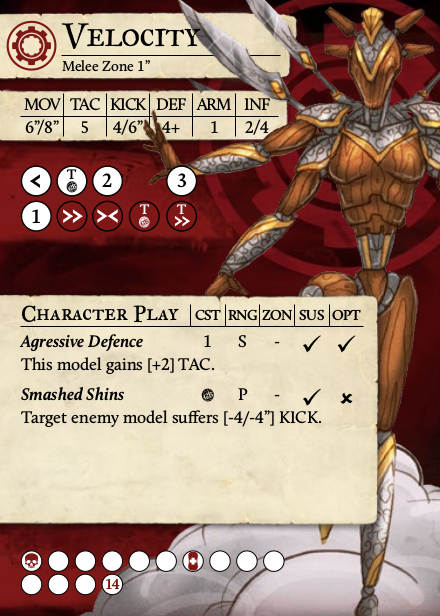 VELOCITY
Melee Zone 1"
MOV TAC KICK DEF ARM INF
6"/8" 5 4/6" 4+ 1 2/4
< T 2 3
1 >> >< T T >>
CHARACTER PLAY CST RNG ZON SUS OPT
Agressive Defence 1 S - ✓ ✓
This model gains [+2] TAC.
Smashed Shins P - ✓ ✗
Target enemy model suffers [-4/-4"] KICK.
14